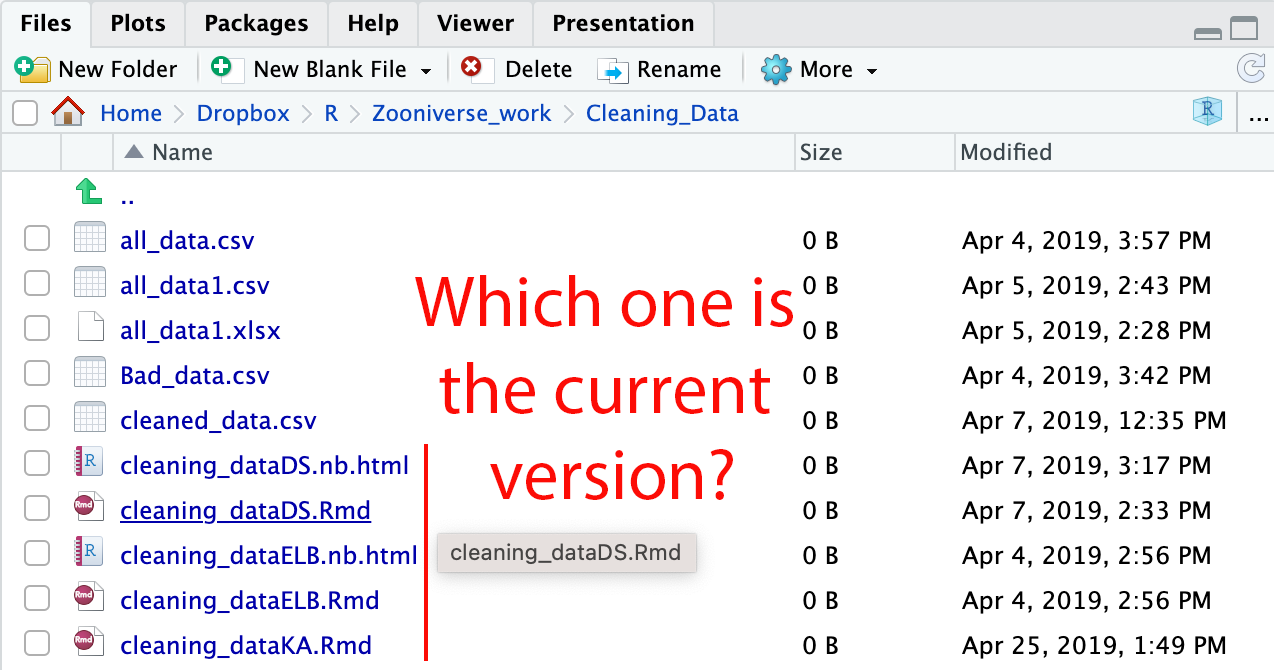 Files Plots Packages Help Viewer Presentation
New Folder New Blank File Delete Rename More
Home Dropbox R Zooniverse_work Cleaning_Data R ...
Name Size Modified
..
all_data.csv 0 B Apr 4, 2019, 3:57 PM
all_data1.csv 0 B Apr 5, 2019, 2:43 PM
all_data1.xlsx 0 B Apr 5, 2019, 2:28 PM
Bad_data.csv 0 B Apr 4, 2019, 3:42 PM
cleaned_data.csv 0 B Apr 7, 2019, 12:35 PM
R cleaning_dataDS.nb.html 0 B Apr 7, 2019, 3:17 PM
Rmd cleaning_dataDS.Rmd 0 B Apr 7, 2019, 2:33 PM
R cleaning_dataELB.nb.html 0 B Apr 4, 2019, 2:56 PM
Rmd cleaning_dataELB.Rmd 0 B Apr 4, 2019, 2:56 PM
Rmd cleaning_dataKA.Rmd 0 B Apr 25, 2019, 1:49 PM
Which one is
the current
version?
cleaning_dataDS.Rmd